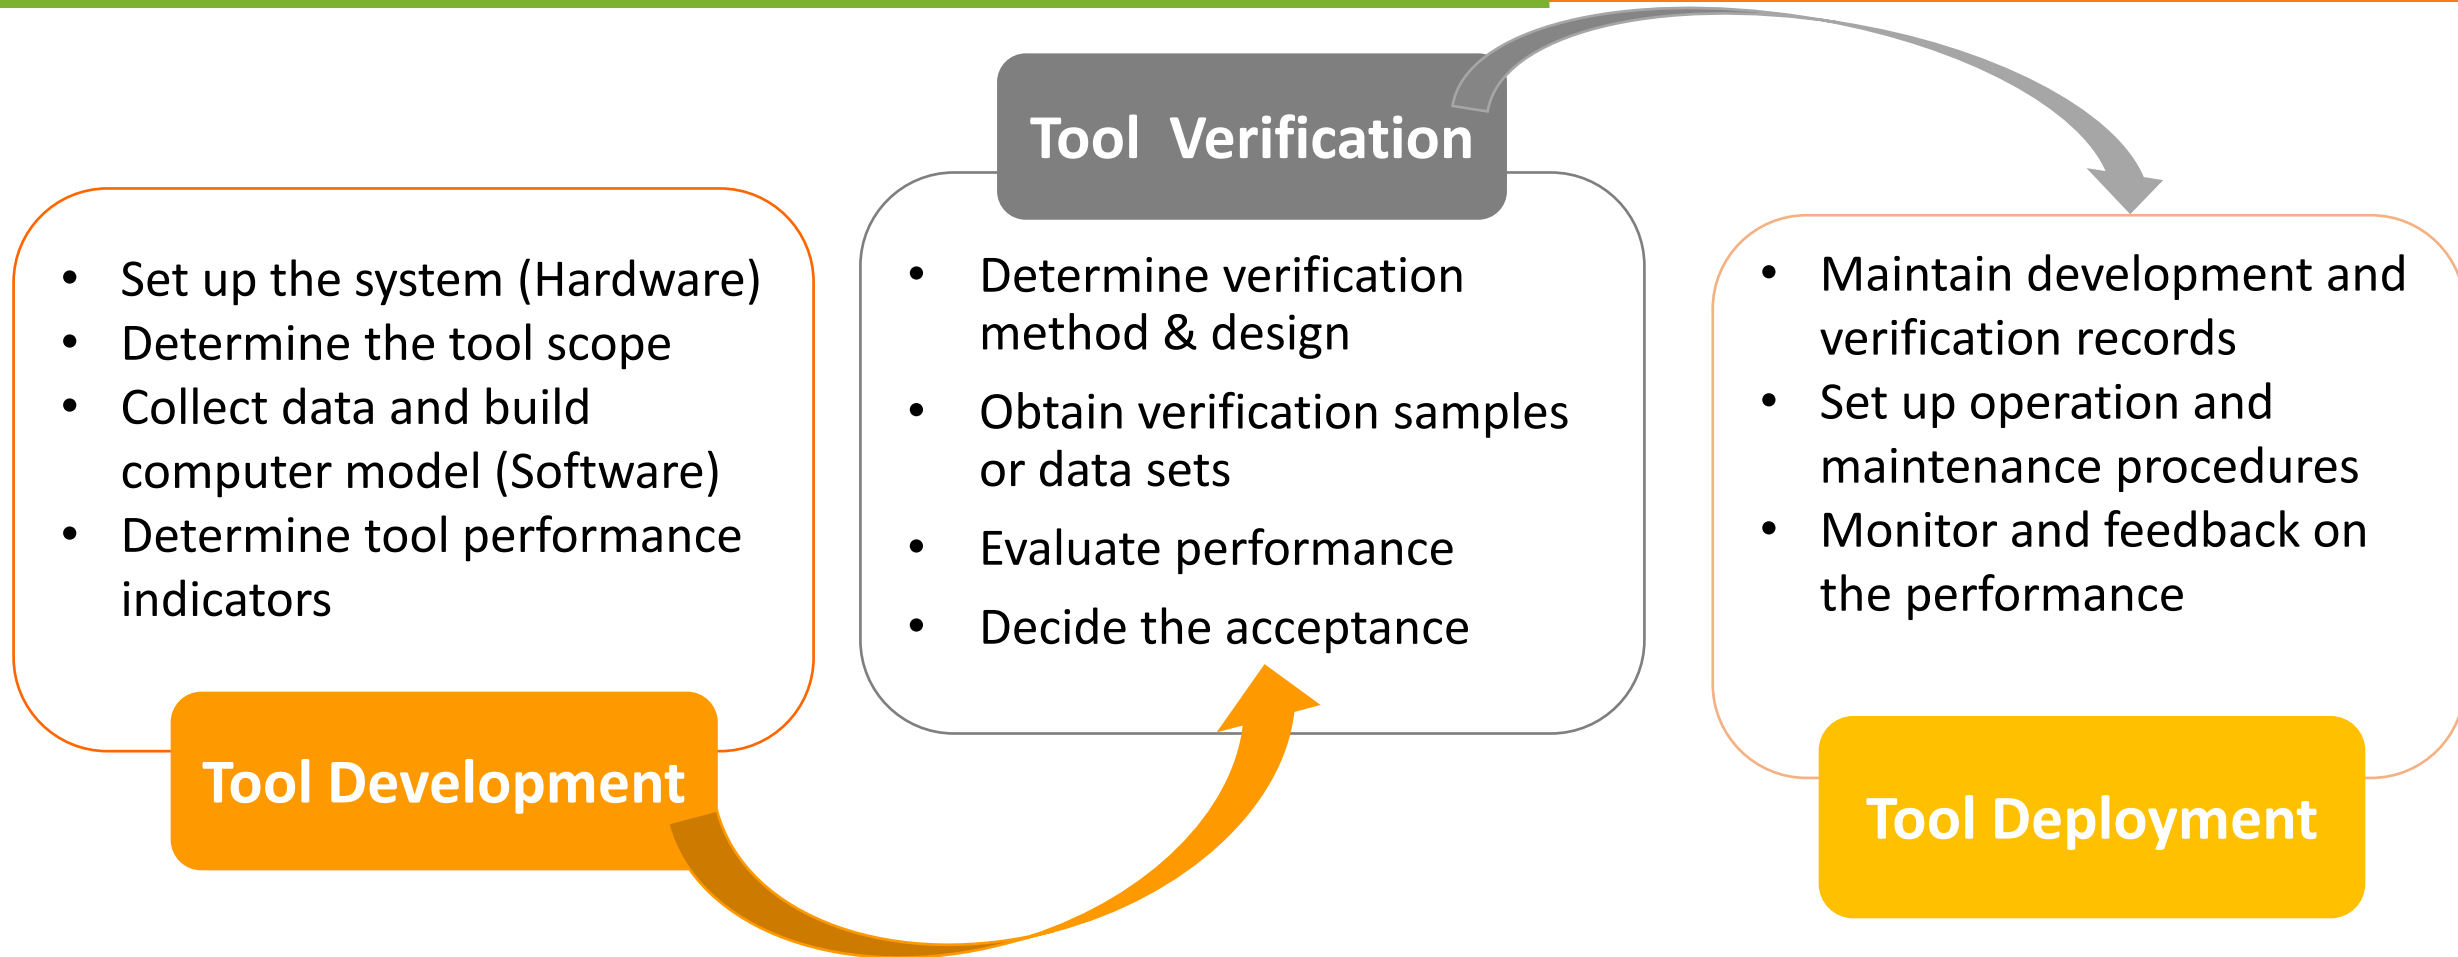 • Set up the system (Hardware)
• Determine the tool scope
• Collect data and build
computer model (Software)
• Determine tool performance
indicators
Tool Development
Tool Verification
• Determine verification
method & design
• Obtain verification samples
or data sets
• Evaluate performance
• Decide the acceptance
• Maintain development and
verification records
• Set up operation and
maintenance procedures
• Monitor and feedback on
the performance
Tool Deployment